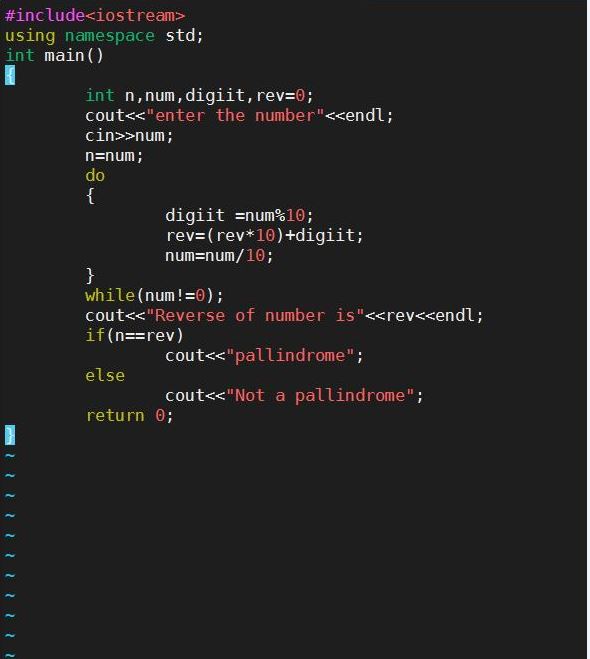 #include<iostream>
using namespace std;
int main()
{
        int n,num,digiit,rev=0;
        cout<<"enter the number"<<endl;
        cin>>num;
        n=num;
        do
        {
                digiit =num%10;
                rev=(rev*10)+digiit;
                num=num/10;
        }
        while(num!=0);
        cout<<"Reverse of number is"<<rev<<endl;
        if(n==rev)
                cout<<"pallindrome";
        else
                cout<<"Not a pallindrome";
        return 0;
}
~
~
~
~
~
~
~
~
~
~
~